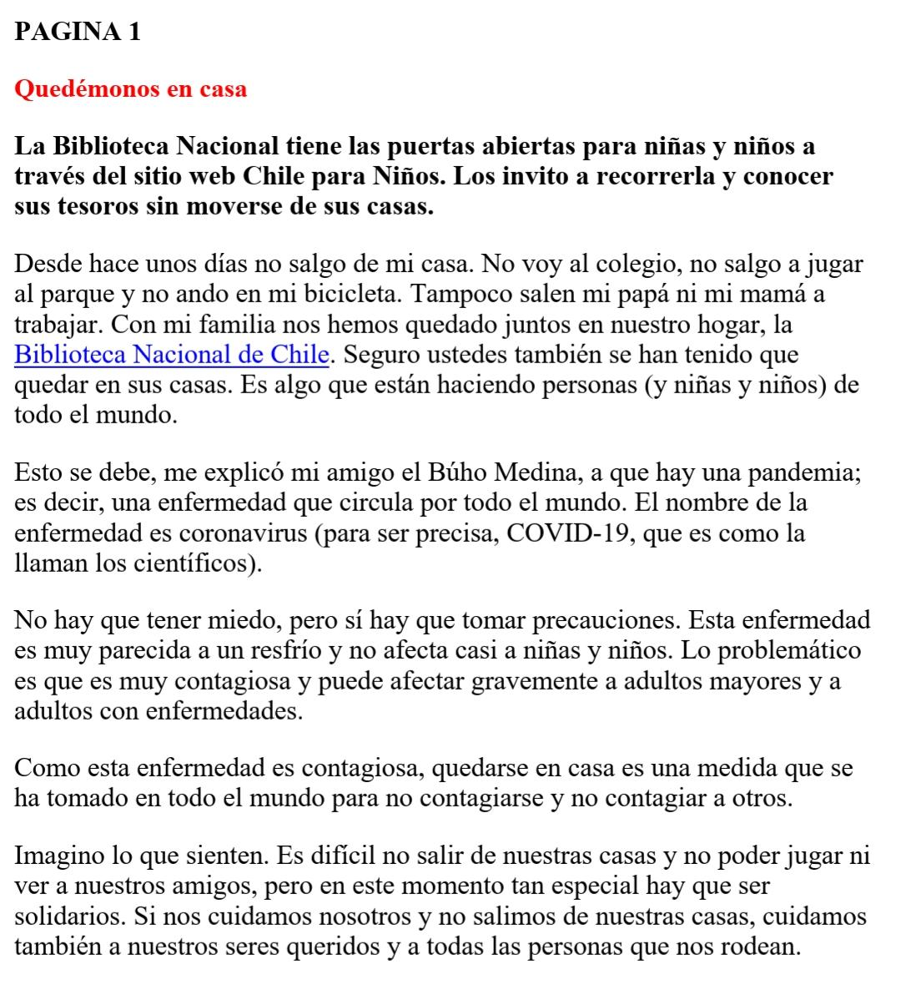 PAGINA 1
Quedémonos en casa
La Biblioteca Nacional tiene las puertas abiertas para niñas y niños a
través del sitio web Chile para Niños. Los invito a recorrerla y conocer
sus tesoros sin moverse de sus casas.
Desde hace unos días no salgo de mi casa. No voy al colegio, no salgo a jugar
al parque y no ando en mi bicicleta. Tampoco salen mi papá ni mi mamá a
trabajar. Con mi familia nos hemos quedado juntos en nuestro hogar, la
Biblioteca Nacional de Chile. Seguro ustedes también se han tenido que
quedar en sus casas. Es algo que están haciendo personas (y niñas y niños) de
todo el mundo.
Esto se debe, me explicó mi amigo el Búho Medina, a que hay una pandemia;
es decir, una enfermedad que circula por todo el mundo. El nombre de la
enfermedad es coronavirus (para ser precisa, COVID-19, que es como la
llaman los científicos).
No hay que tener miedo, pero sí hay que tomar precauciones. Esta enfermedad
es muy parecida a un resfrío y no afecta casi a niñas y niños. Lo problemático
es que es muy contagiosa y puede afectar gravemente a adultos mayores y a
adultos con enfermedades.
Como esta enfermedad es contagiosa, quedarse en casa es una medida que se
ha tomado en todo el mundo para no contagiarse y no contagiar a otros.
Imagino lo que sienten. Es difícil no salir de nuestras casas y no poder jugar ni
ver a nuestros amigos, pero en este momento tan especial hay que ser
solidarios. Si nos cuidamos nosotros y no salimos de nuestras casas, cuidamos
también a nuestros seres queridos y a todas las personas que nos rodean.